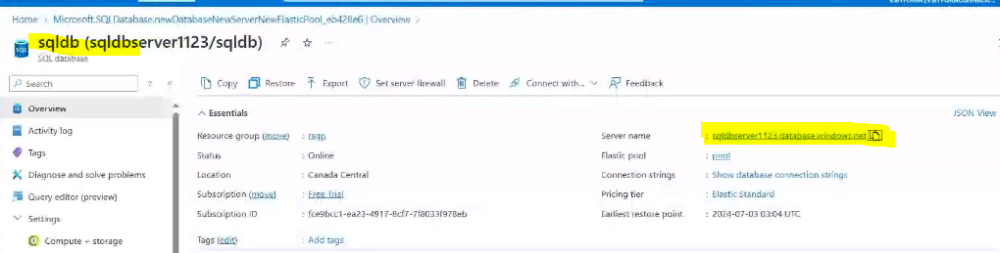 Home > Microsoft.SQLDatabase.newDatabaseNewServerNewElasticPool_eb428e6 | Overview >
sqldb (sqldbserver1123/sqldb)
SQL
SQL database
Search
Copy Restore Export Set server firewall Delete Connect with... Feedback
Overview
Activity log
Tags
Diagnose and solve problems
Query editor (preview)
Settings
Compute + storage
Essentials
JSON View
Resource group (move) : rsgp
Status : Online
Location : Canada Central
Subscription (move) : Free Trial
Subscription ID : fce9bcc1-ea23-4917-8cf7-7f8033f978eb
Tags (edit) : Add tags
Server name : sqldbserver1123.database.windows.net
Elastic pool : pool
Connection strings : Show database connection strings
Pricing tier : Elastic Standard
Earliest restore point : 2024-07-03 03:04 UTC